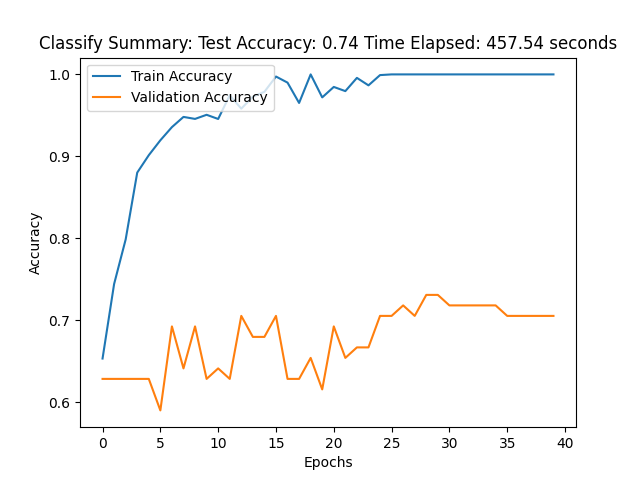 Classify Summary: Test Accuracy: 0.74 Time Elapsed: 457.54 seconds
Train Accuracy
Validation Accuracy
1.0
0.9
0.8
0.7
0.6
Accuracy
0 5 10 15 20 25 30 35 40
Epochs